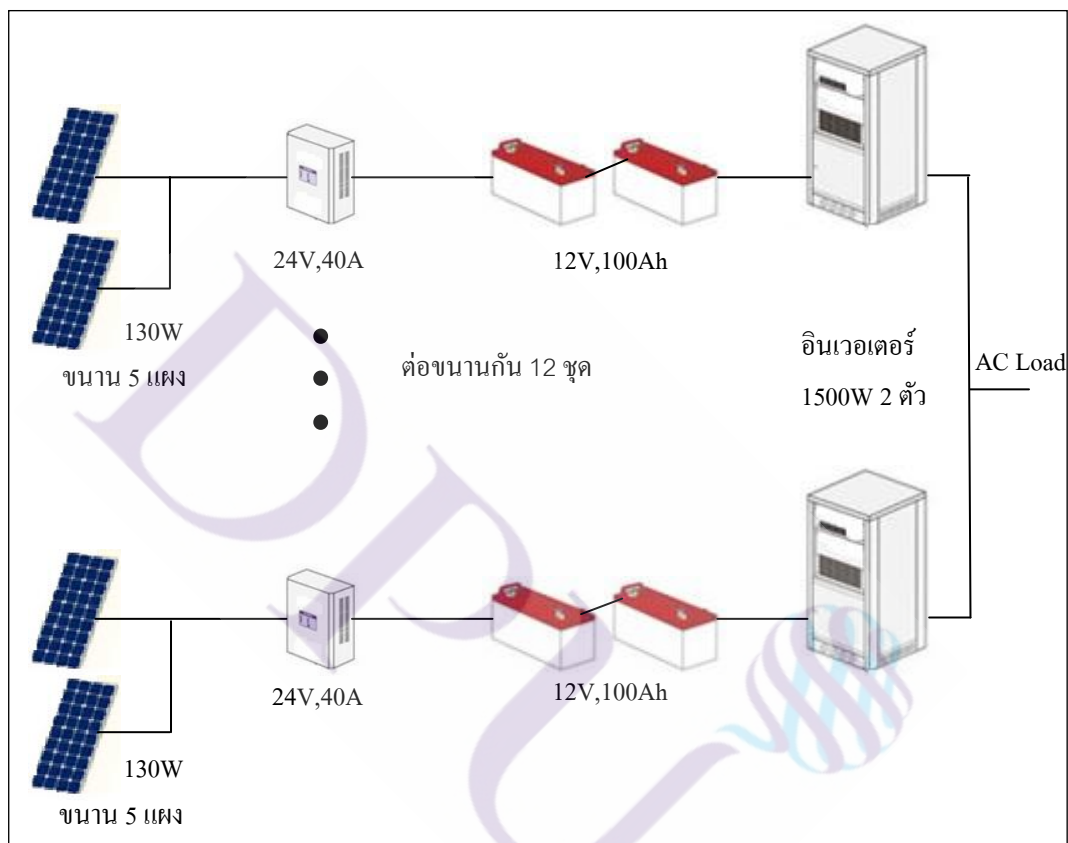 24V,40A
12V,100Ah
130W
ขนาน 5 แผง
ต่อขนานกัน 12 ชุด
อินเวอเตอร์
1500W 2 ตัว
AC Load
24V,40A
12V,100Ah
130W
ขนาน 5 แผง
DPU